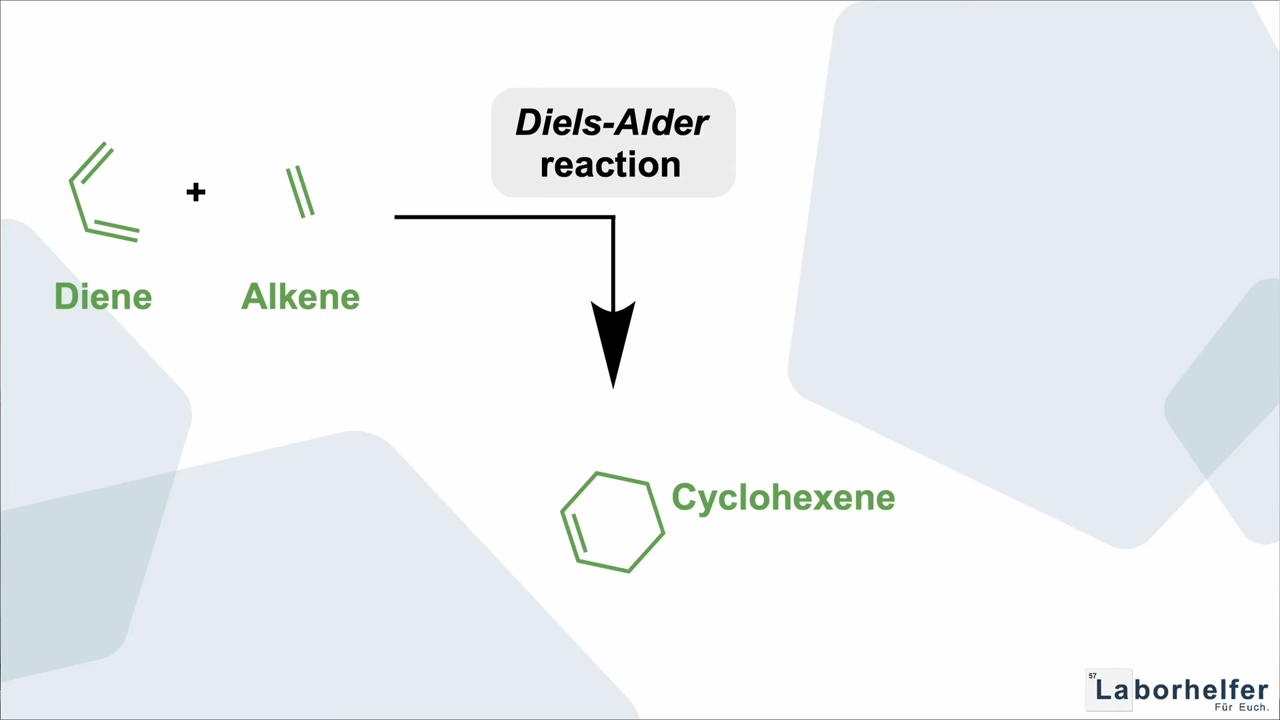 Diels-Alder
reaction
+
Diene
Alkene
Cyclohexene
57
Laborhelfer
Für Euch.